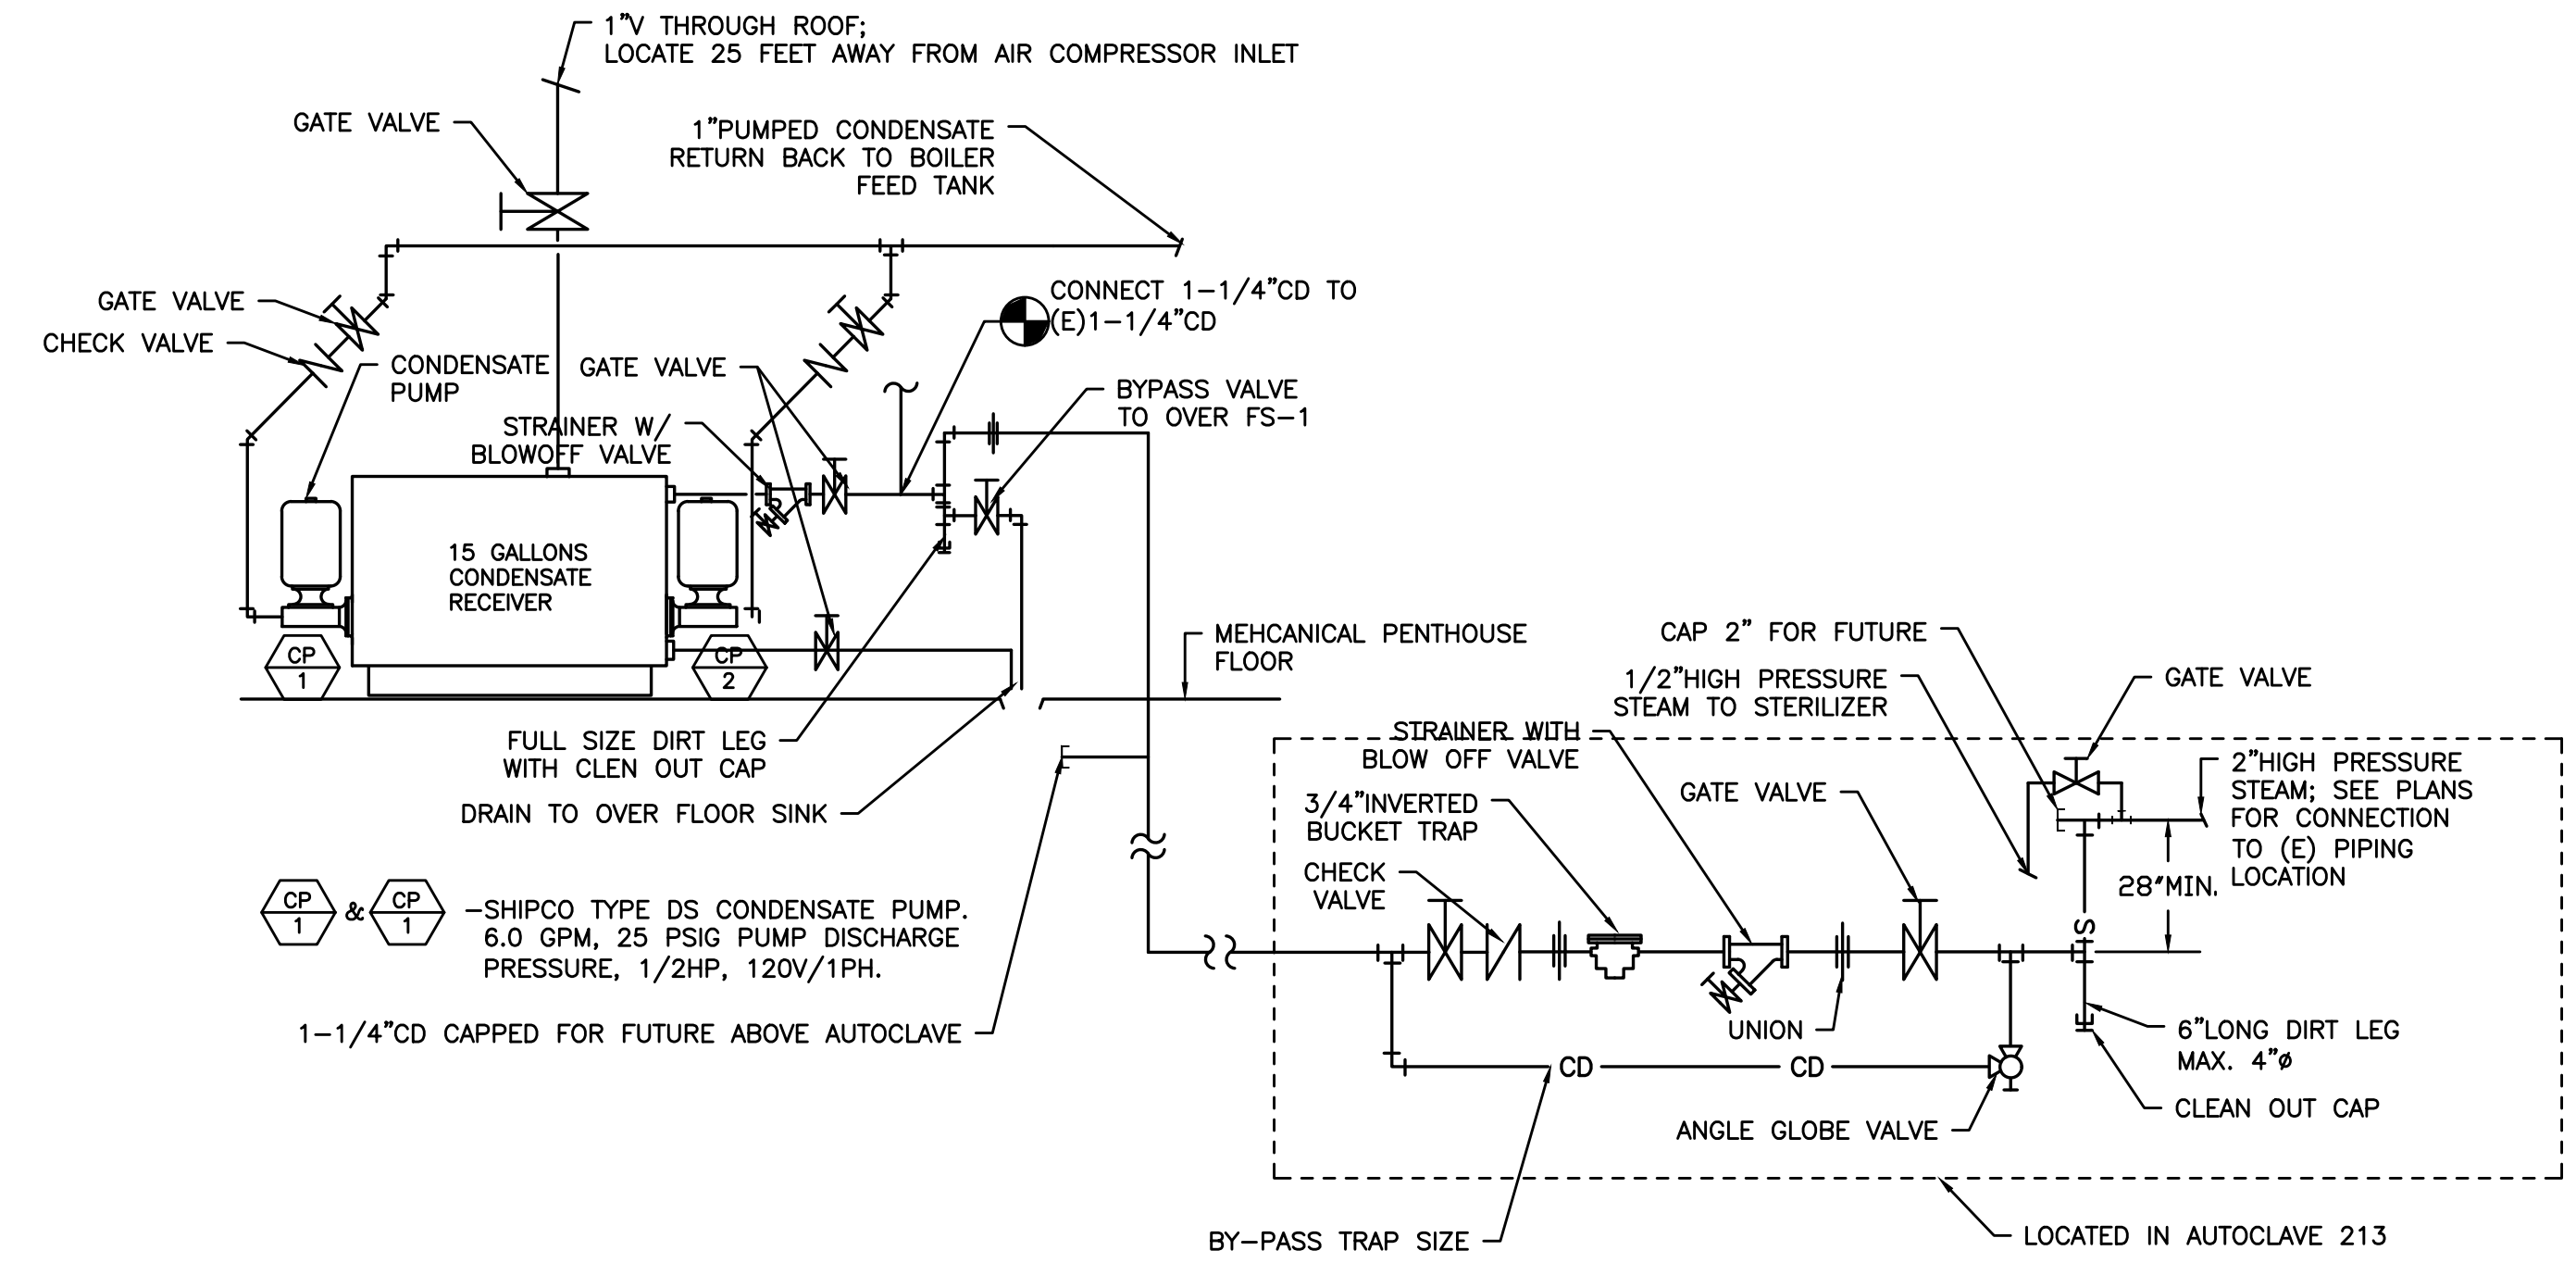 1"V THROUGH ROOF;
LOCATE 25 FEET AWAY FROM AIR COMPRESSOR INLET
GATE VALVE
1"PUMPED CONDENSATE
RETURN BACK TO BOILER
FEED TANK
GATE VALVE
CHECK VALVE
CONDENSATE
PUMP
GATE VALVE
CONNECT 1-1/4"CD TO
(E)1-1/4"CD
BYPASS VALVE
TO OVER FS-1
STRAINER W/
BLOWOFF VALVE
15 GALLONS
CONDENSATE
RECEIVER
CP
1
CP
2
MEHCANICAL PENTHOUSE
FLOOR
FULL SIZE DIRT LEG
WITH CLEN OUT CAP
DRAIN TO OVER FLOOR SINK
CP
1
&
CP
1
-SHIPCO TYPE DS CONDENSATE PUMP.
6.0 GPM, 25 PSIG PUMP DISCHARGE
PRESSURE, 1/2HP, 120V/1PH.
1-1/4"CD CAPPED FOR FUTURE ABOVE AUTOCLAVE
CAP 2" FOR FUTURE
1/2"HIGH PRESSURE
STEAM TO STERILIZER
GATE VALVE
STRAINER WITH
BLOW OFF VALVE
2"HIGH PRESSURE
STEAM; SEE PLANS
FOR CONNECTION
TO (E) PIPING
LOCATION
3/4"INVERTED
BUCKET TRAP
GATE VALVE
CHECK
VALVE
28"MIN.
S
UNION
6"LONG DIRT LEG
MAX. 4"ø
CD
CD
CLEAN OUT CAP
ANGLE GLOBE VALVE
BY-PASS TRAP SIZE
LOCATED IN AUTOCLAVE 213